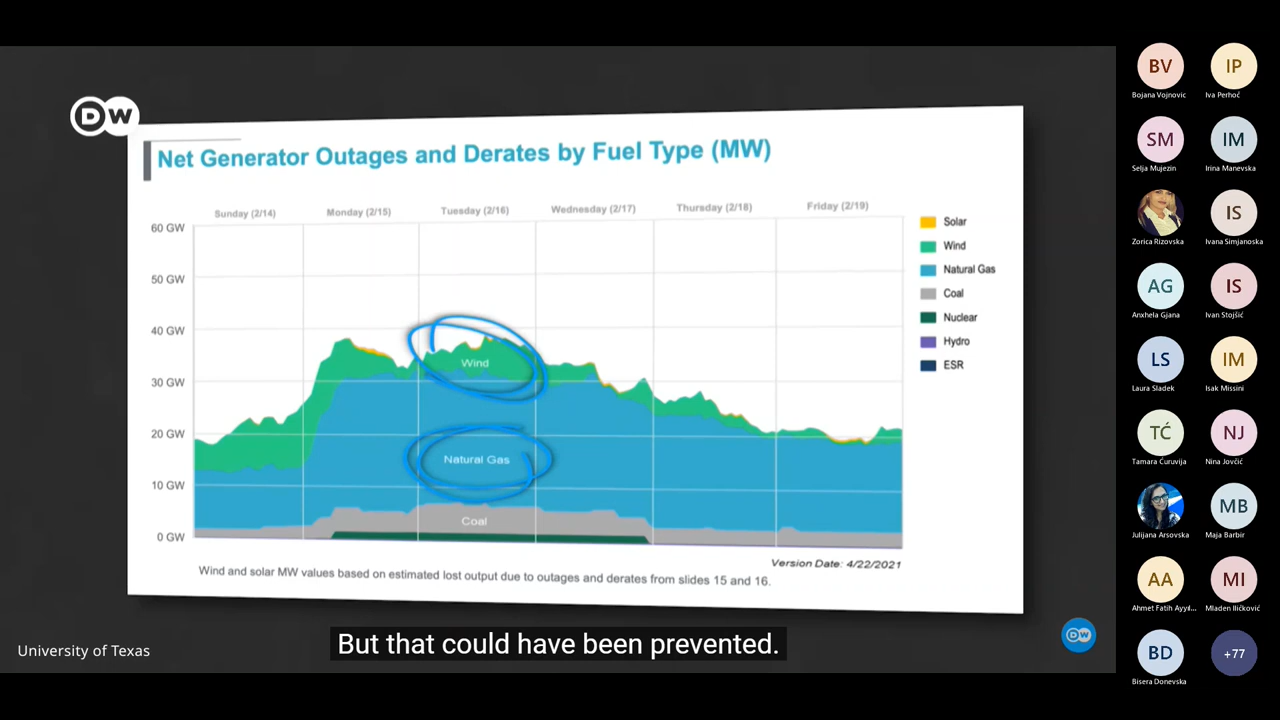 DW
Net Generator Outages and Derates by Fuel Type (MW)
Sunday (2/14) Monday (2/15) Tuesday (2/16) Wednesday (2/17) Thursday (2/18) Friday (2/19)
60 GW
50 GW
40 GW
30 GW
20 GW
10 GW
0 GW
Wind
Natural Gas
Coal
Solar
Wind
Natural Gas
Coal
Nuclear
Hydro
ESR
Version Date: 4/22/2021
Wind and solar MW values based on estimated lost output due to outages and derates from slides 15 and 16.
University of Texas
But that could have been prevented.
DW
BV IP
Bojana Vojnovic Iva Perhoč
SM IM
Selja Mujezin Irina Manevska
IS
Zorica Rizovska Ivana Simjanoska
AG IS
Anxhela Gjana Ivan Stojšić
LS IM
Laura Sladek Isak Missini
TĆ NJ
Tamara Ćuruvija Nina Jovčić
MB
Julijana Arsovska Maja Barbir
AA MI
Ahmet Fatih Ayyıl... Mladen Iličković
BD +77
Bisera Donevska